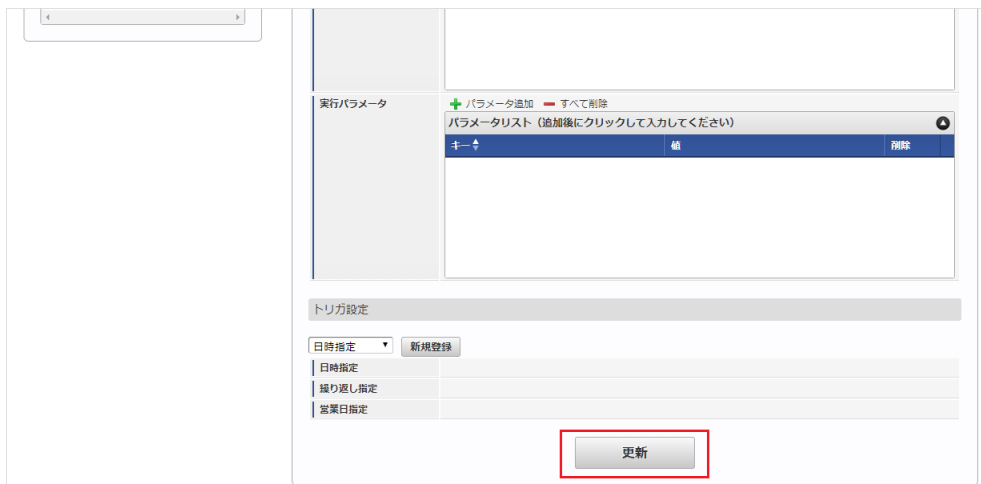 実行パラメータ
パラメータ追加 すべて削除
パラメータリスト（追加後にクリックして入力してください）
キー 値 削除
トリガ設定
日時指定 新規登録
日時指定
繰り返し指定
営業日指定
更新